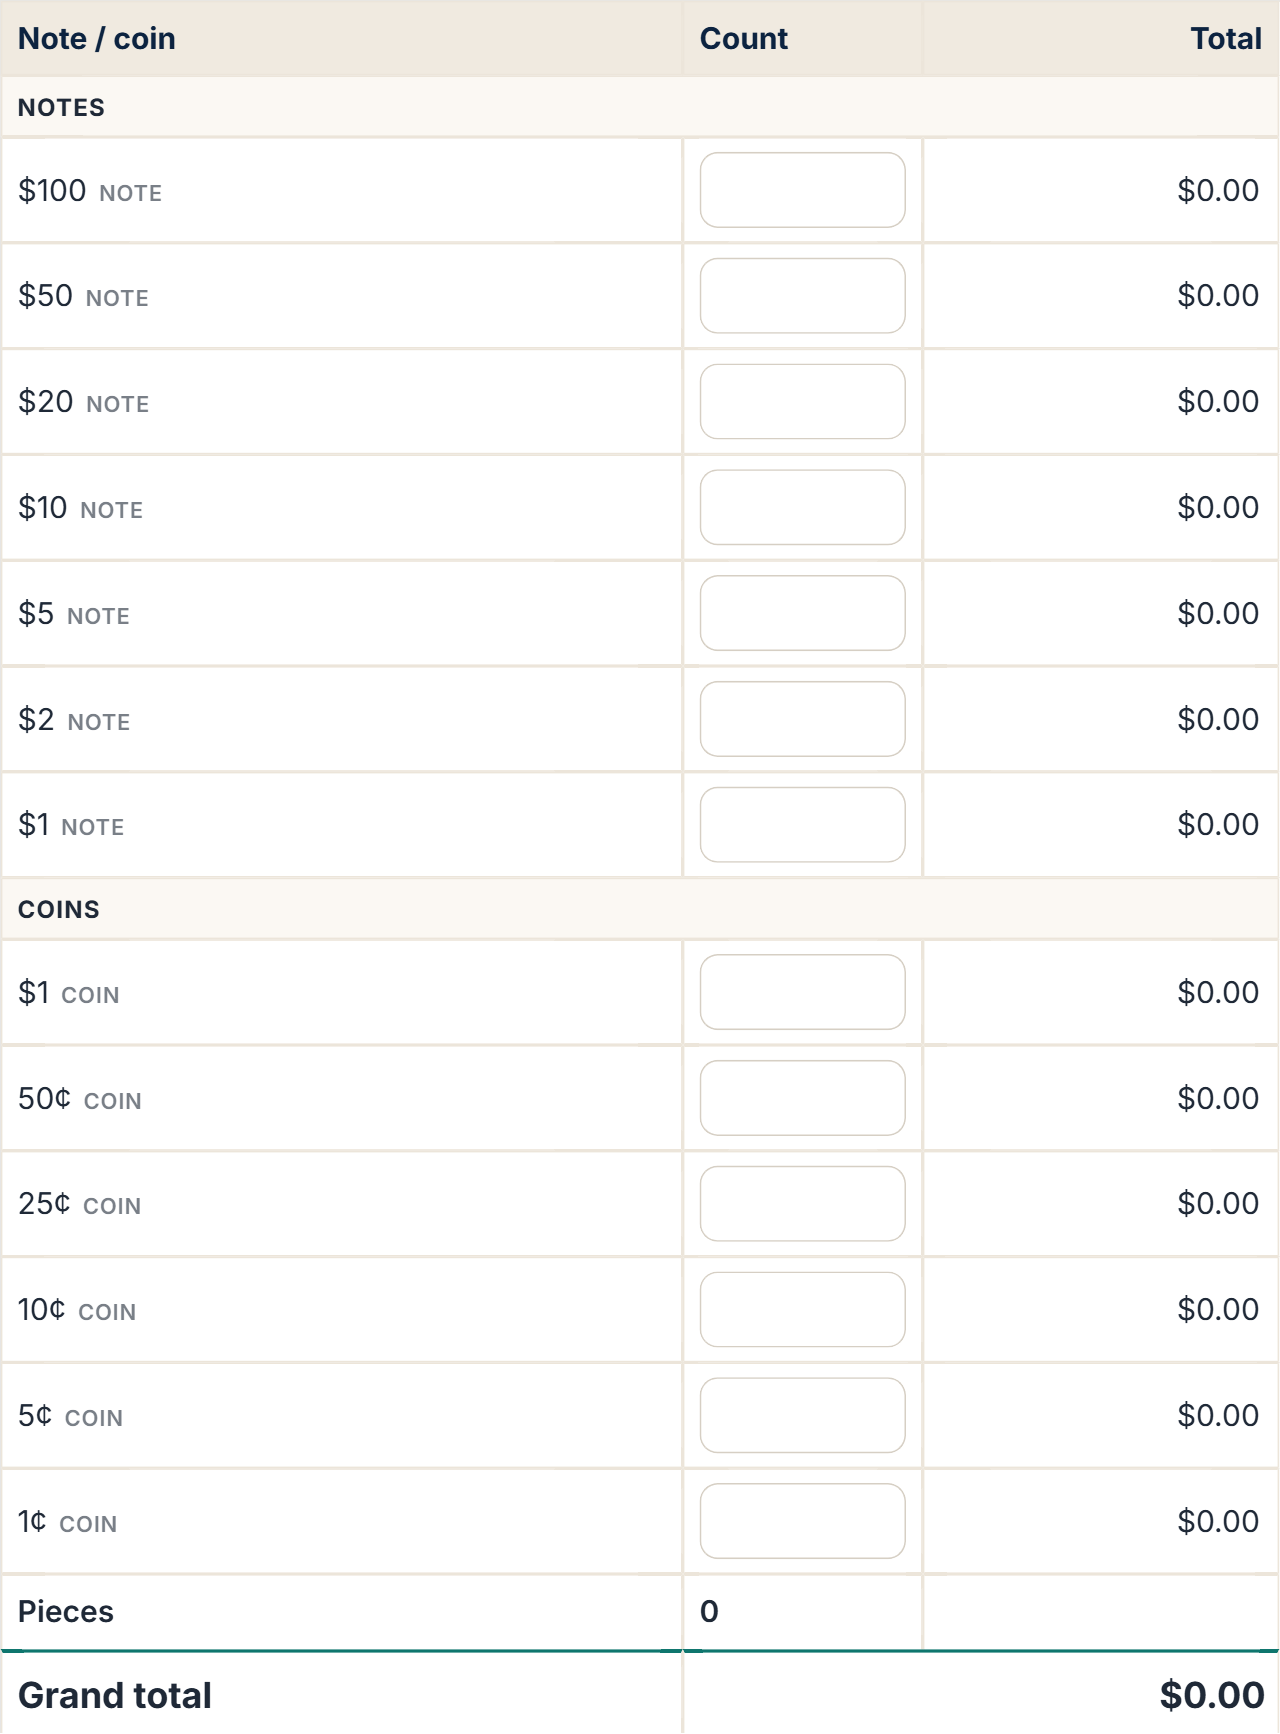 Note / coin Count Total
NOTES
$100 NOTE $0.00
$50 NOTE $0.00
$20 NOTE $0.00
$10 NOTE $0.00
$5 NOTE $0.00
$2 NOTE $0.00
$1 NOTE $0.00
COINS
$1 COIN $0.00
50¢ COIN $0.00
25¢ COIN $0.00
10¢ COIN $0.00
5¢ COIN $0.00
1¢ COIN $0.00
Pieces 0
Grand total $0.00